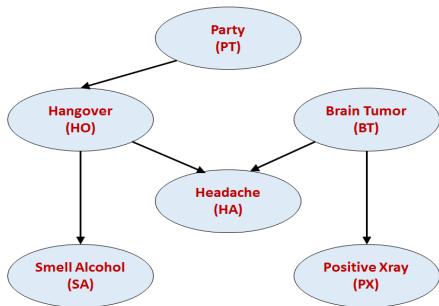 Party
(PT)
Hangover
(HO)
Brain Tumor
(BT)
Headache
(HA)
Smell Alcohol
(SA)
Positive Xray
(PX)